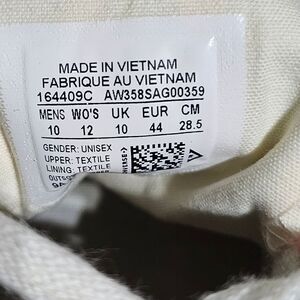 MADE IN VIETNAM
FABRIQUE AU VIETNAM
164409C AW358SAG00359
MENS WO'S UK EUR CM
10 12 10 44 28.5
GENDER: UNISEX
UPPER: TEXTILE
LINING: TEXTILE